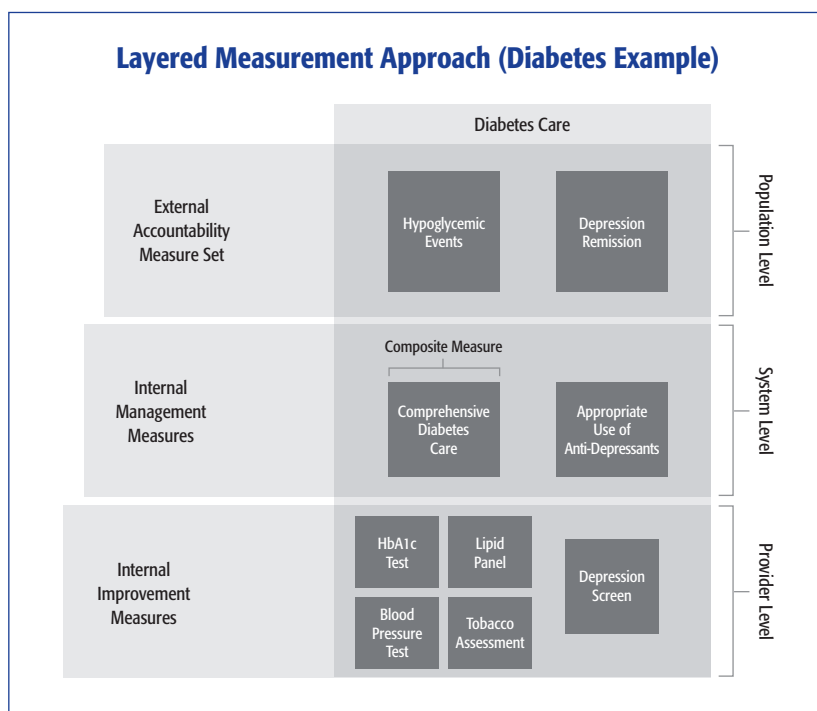 Layered Measurement Approach (Diabetes Example)
Diabetes Care
External
Accountability
Measure Set
Hypoglycemic
Events
Depression
Remission
Population Level
Internal
Management
Measures
Composite Measure
Comprehensive
Diabetes
Care
Appropriate
Use of
Anti-Depressants
System Level
Internal
Improvement
Measures
HbA1c
Test
Lipid
Panel
Blood
Pressure
Test
Tobacco
Assessment
Depression
Screen
Provider Level